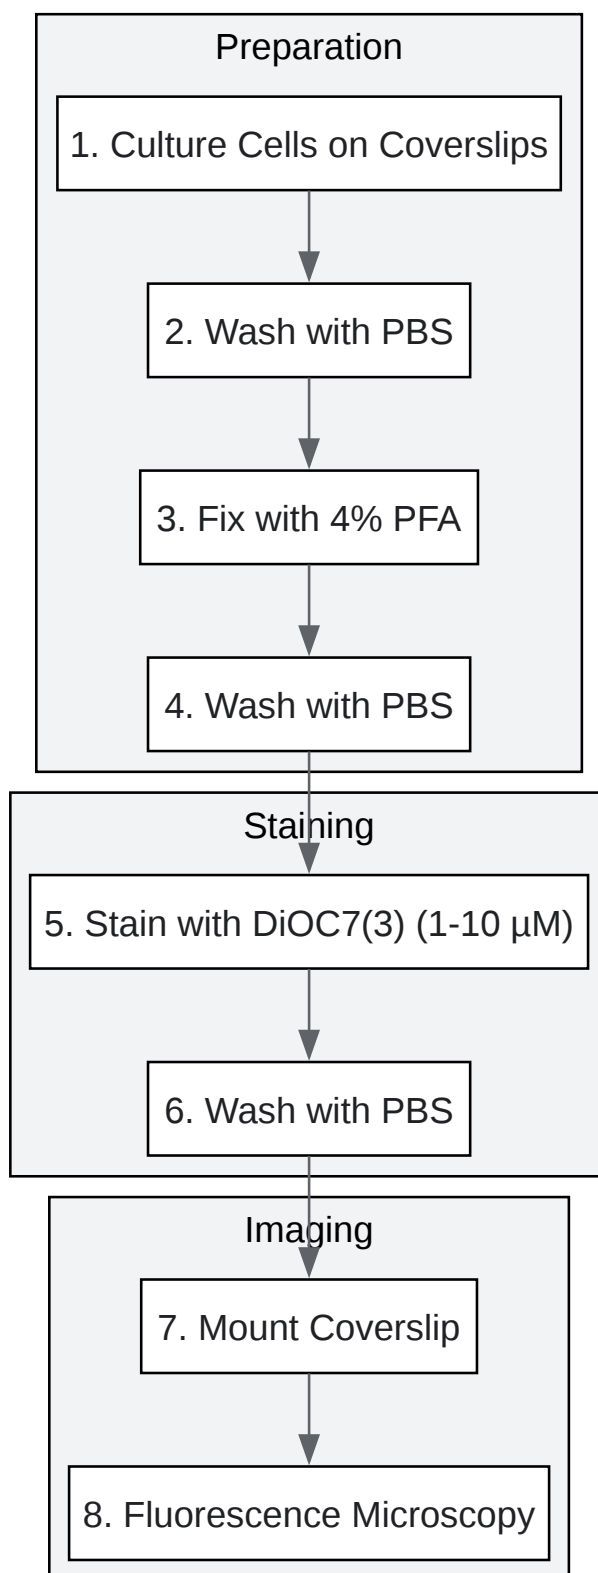 Preparation
1. Culture Cells on Coverslips
2. Wash with PBS
3. Fix with 4% PFA
4. Wash with PBS
Staining
5. Stain with DiOC7(3) (1-10 µM)
6. Wash with PBS
Imaging
7. Mount Coverslip
8. Fluorescence Microscopy